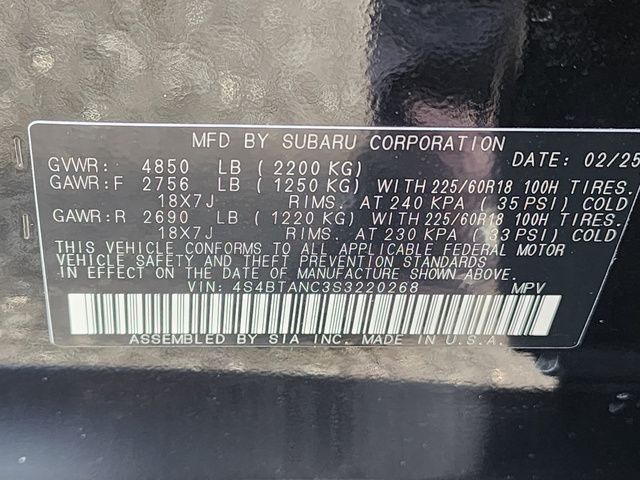 MFD BY SUBARU CORPORATION
GVWR: 4850 LB ( 2200 KG) DATE: 02/25
GAWR:F 2756 LB ( 1250 KG) WITH 225/60R18 100H TIRES.
18X7J RIMS. AT 240 KPA ( 35PSI) COLD
GAWR:R 2690 LB ( 1220 KG) WITH 225/60R18 100H TIRES.
18X7J RIMS. AT 230 KPA ( 33PSI) COLD
THIS VEHICLE CONFORMS TO ALL APPLICABLE FEDERAL MOTOR
VEHICLE SAFETY AND THEFT PREVENTION STANDARDS
IN EFFECT ON THE DATE OF MANUFACTURE SHOWN ABOVE.
VIN: 4S4BTANC3S3220268 MPV
ASSEMBLED BY SIA INC. MADE IN U.S.A.